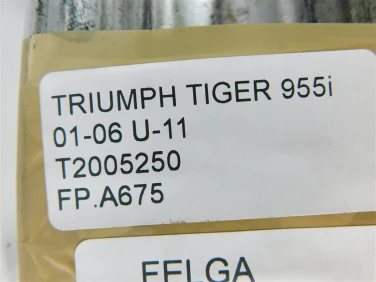 TRIUMPH TIGER 955i
01-06 U-11
T2005250
FP.A675
FELGA